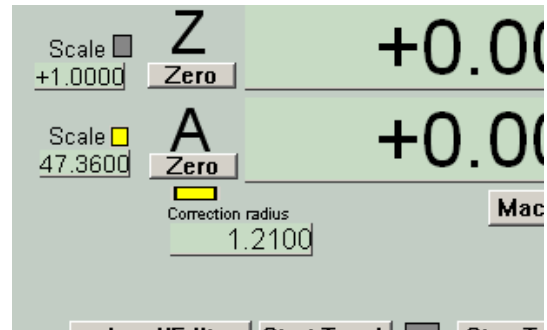 Scale Z +0.00
+1.0000 Zero
Scale A +0.00
47.3600 Zero
Correction radius
1.2100
Mac